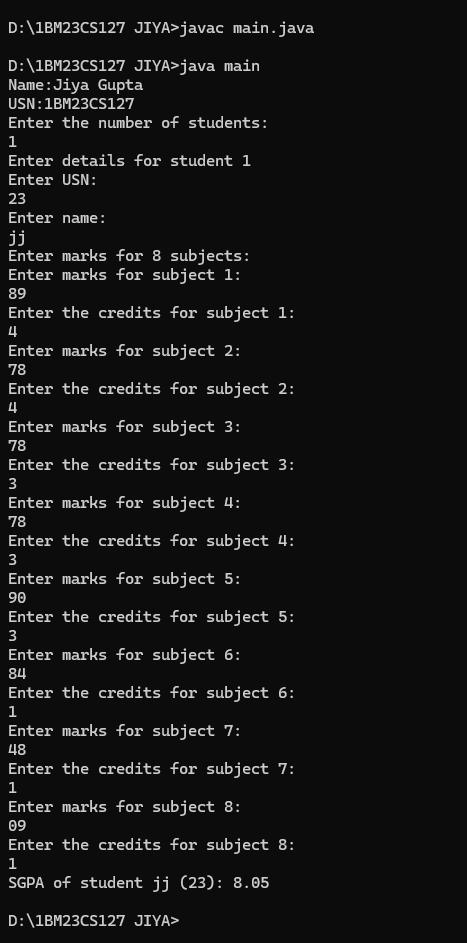 D:\1BM23CS127 JIYA>javac main.java
D:\1BM23CS127 JIYA>java main
Name:Jiya Gupta
USN:1BM23CS127
Enter the number of students:
1
Enter details for student 1
Enter USN:
23
Enter name:
jj
Enter marks for 8 subjects:
Enter marks for subject 1:
89
Enter the credits for subject 1:
4
Enter marks for subject 2:
78
Enter the credits for subject 2:
4
Enter marks for subject 3:
78
Enter the credits for subject 3:
3
Enter marks for subject 4:
78
Enter the credits for subject 4:
3
Enter marks for subject 5:
90
Enter the credits for subject 5:
3
Enter marks for subject 6:
84
Enter the credits for subject 6:
1
Enter marks for subject 7:
48
Enter the credits for subject 7:
1
Enter marks for subject 8:
09
Enter the credits for subject 8:
1
SGPA of student jj (23): 8.05
D:\1BM23CS127 JIYA>